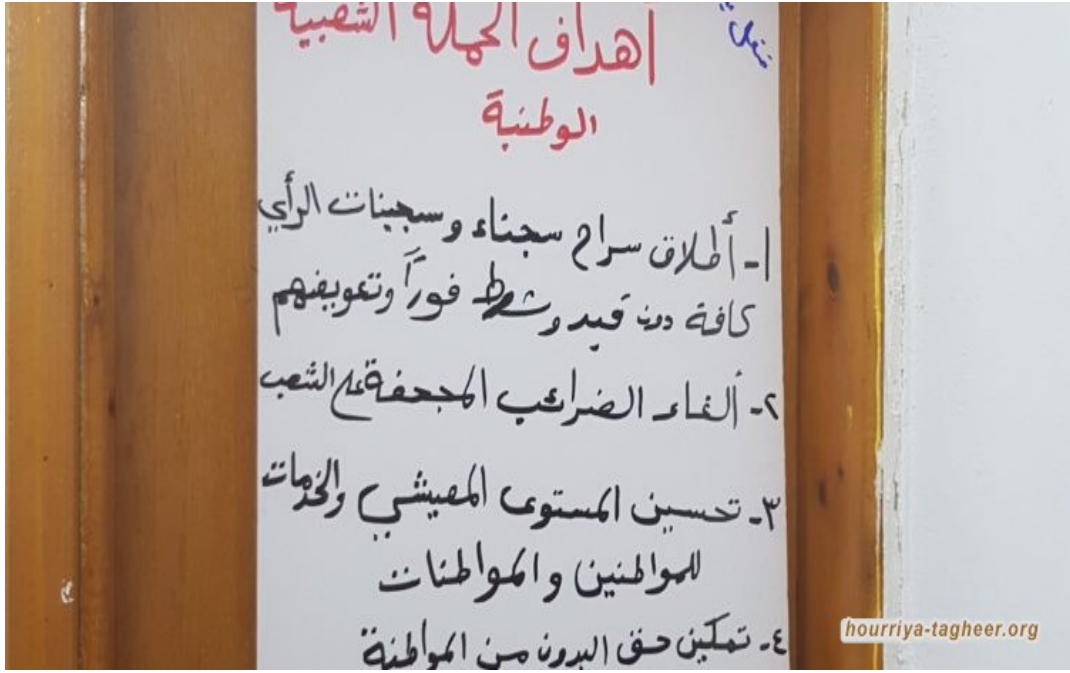 أهداف الحملة الشعبية
الوطنية
١- أطلاق سراح سجناء وسجينات الرأي
كافة دون قيد وشرط فوراً وتعويضهم
٢- ألغاء الضرائب المجحفة على الشعب
٣- تحسين المستوى المعيشي والخدمات
للمواطنين والمواطنات
٤- تمكين حق البدون من المواطنة
hourriya-tagheer.org